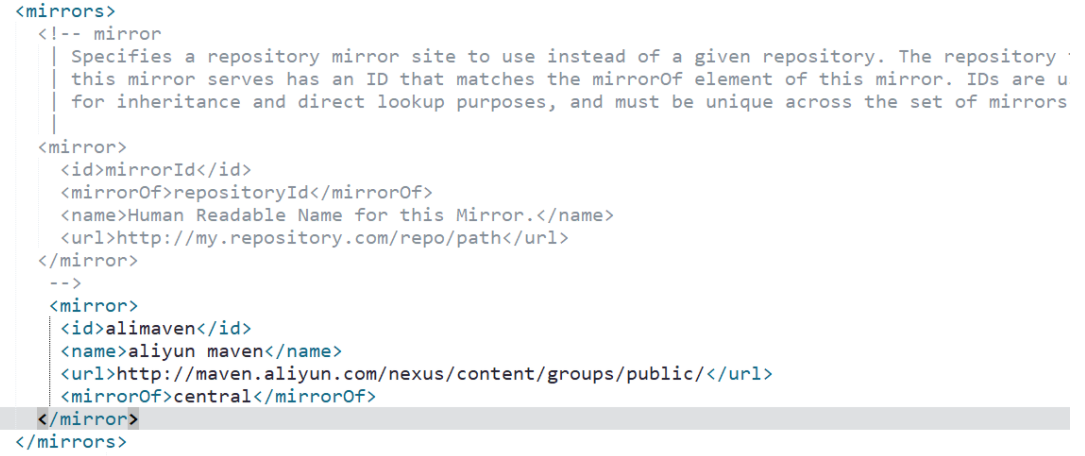 <mirrors>
<!-- mirror
| Specifies a repository mirror site to use instead of a given repository. The repository
| this mirror serves has an ID that matches the mirrorOf element of this mirror. IDs are
| for inheritance and direct lookup purposes, and must be unique across the set of mirrors
|
<mirror>
<id>mirrorId</id>
<mirrorOf>repositoryId</mirrorOf>
<name>Human Readable Name for this Mirror.</name>
<url>http://my.repository.com/repo/path</url>
</mirror>
-->
<mirror>
<id>alimaven</id>
<name>aliyun maven</name>
<url>http://maven.aliyun.com/nexus/content/groups/public/</url>
<mirrorOf>central</mirrorOf>
</mirror>
</mirrors>